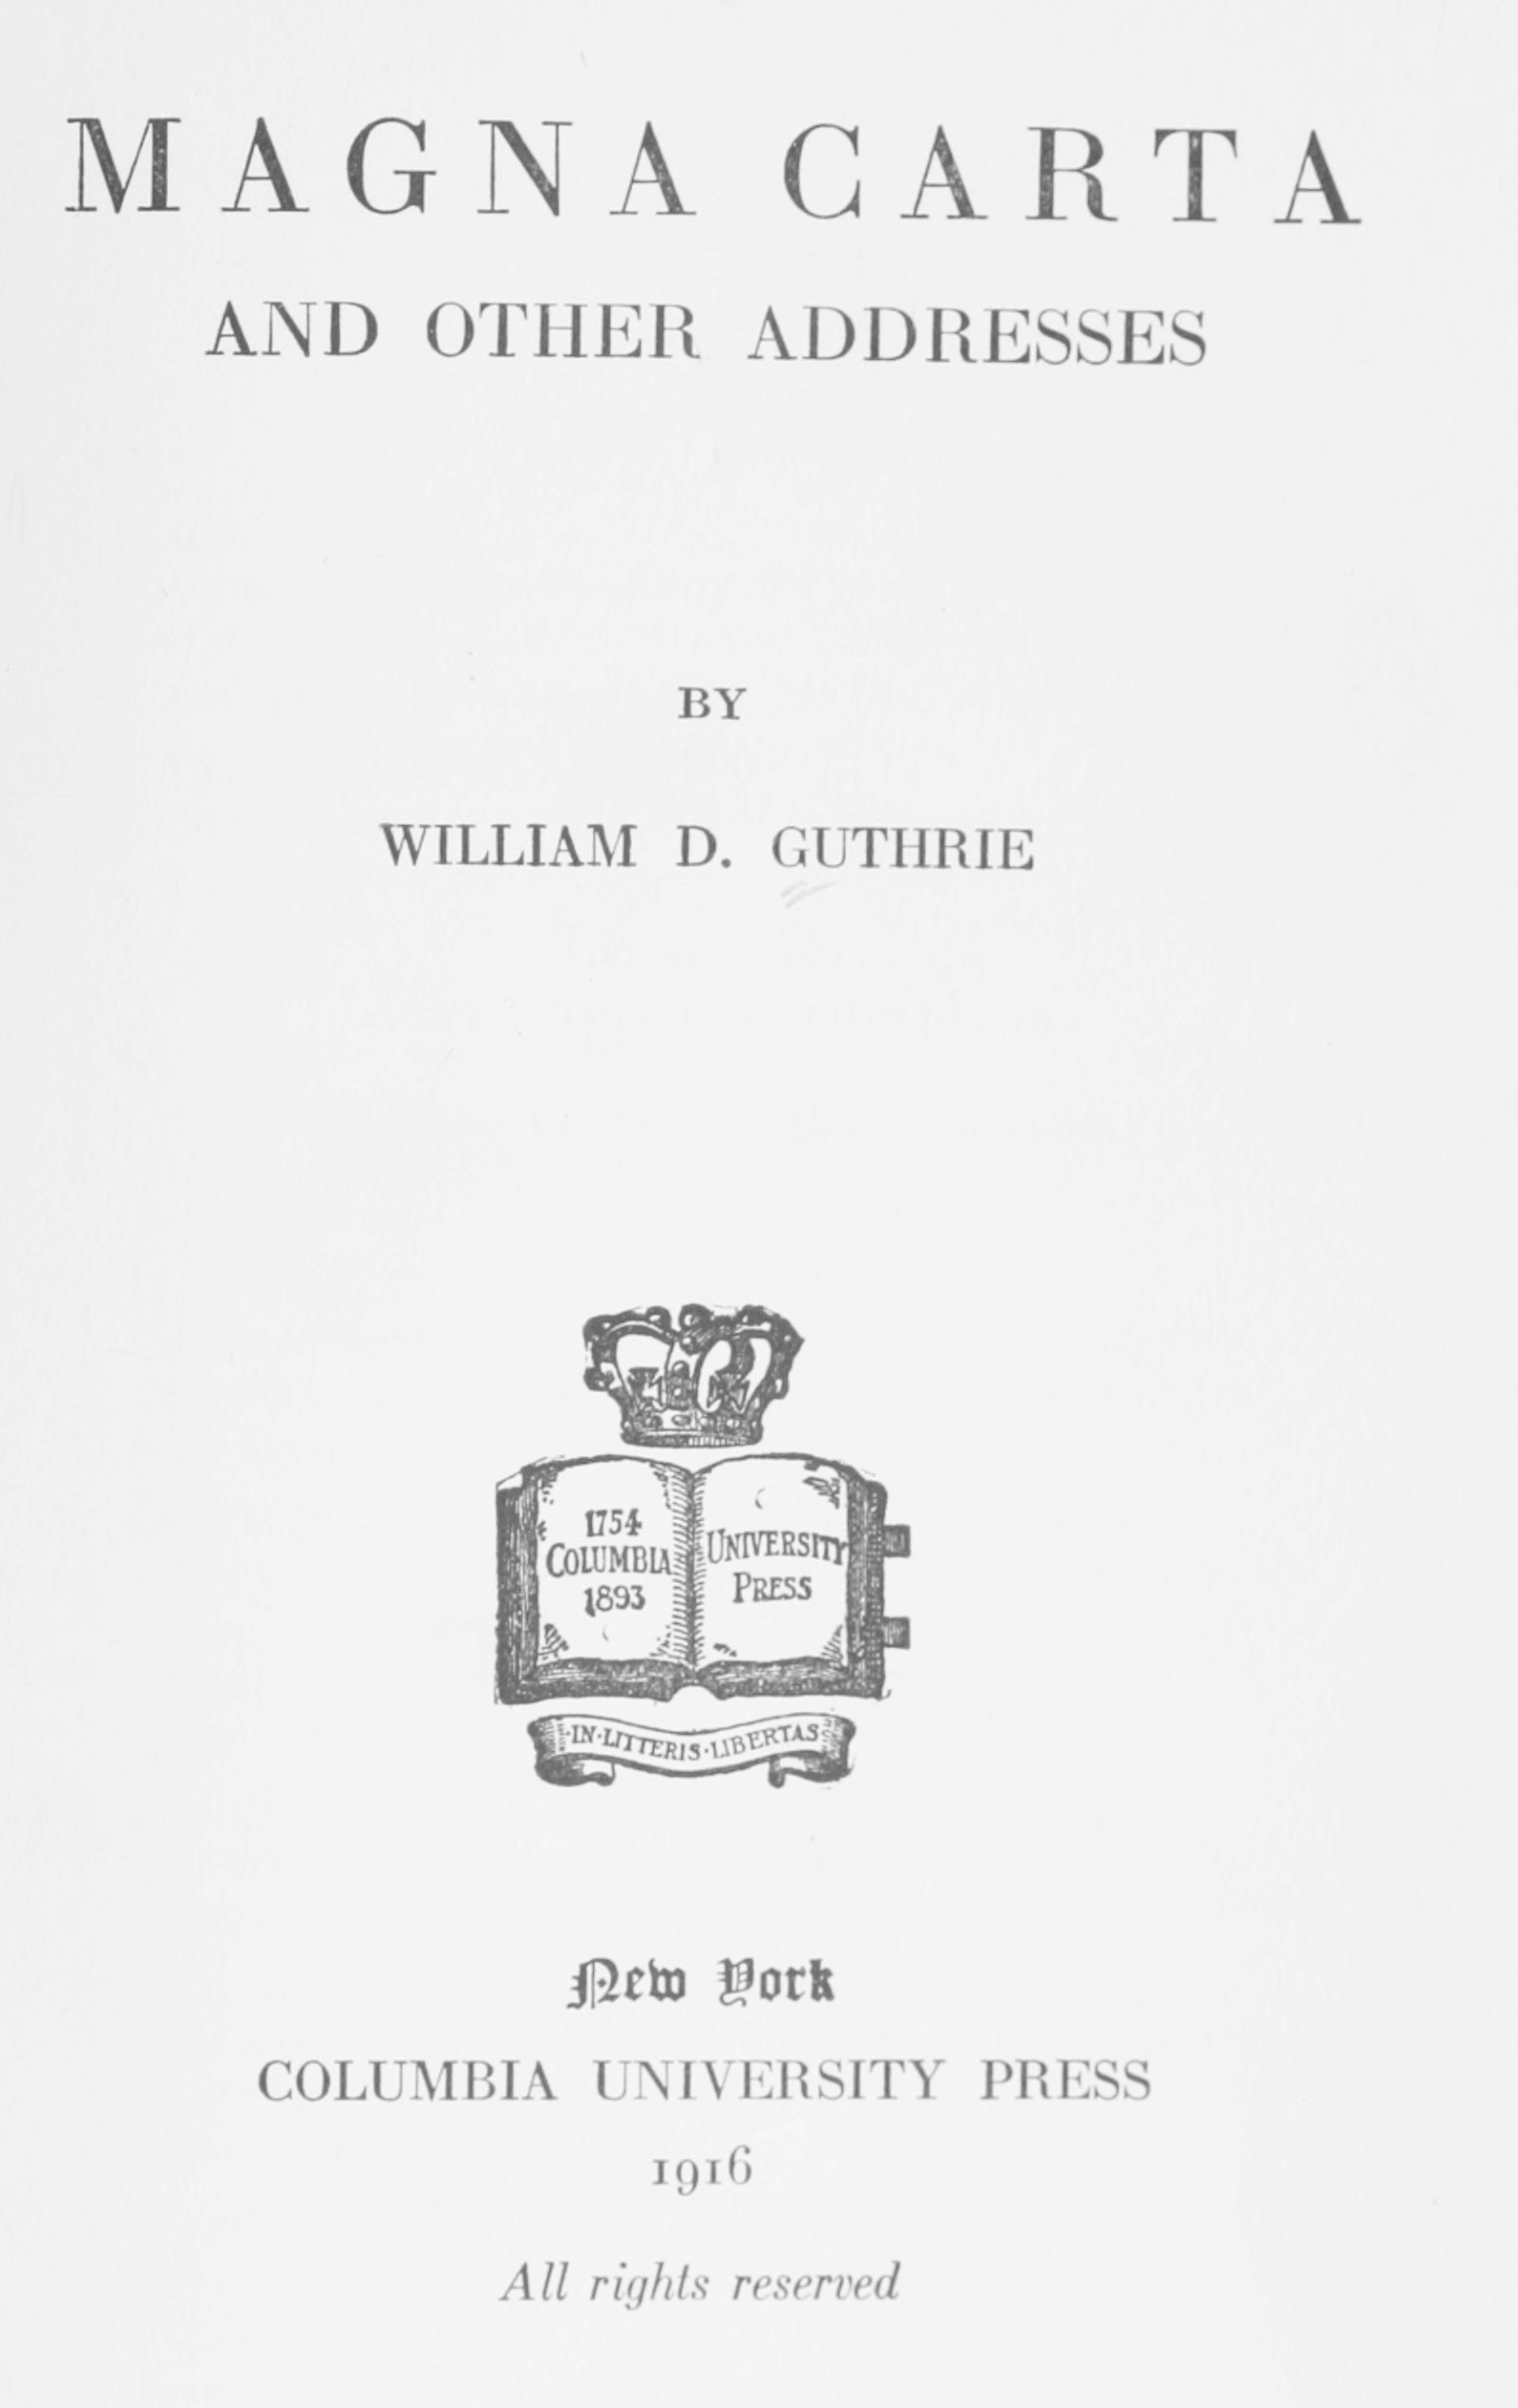 MAGNA CARTA
AND OTHER ADDRESSES
BY
WILLIAM D. GUTHRIE
1754
COLUMBIA
1893
UNIVERSITY
PRESS
·IN·LITTERIS·LIBERTAS·
New York
COLUMBIA UNIVERSITY PRESS
1916
All rights reserved